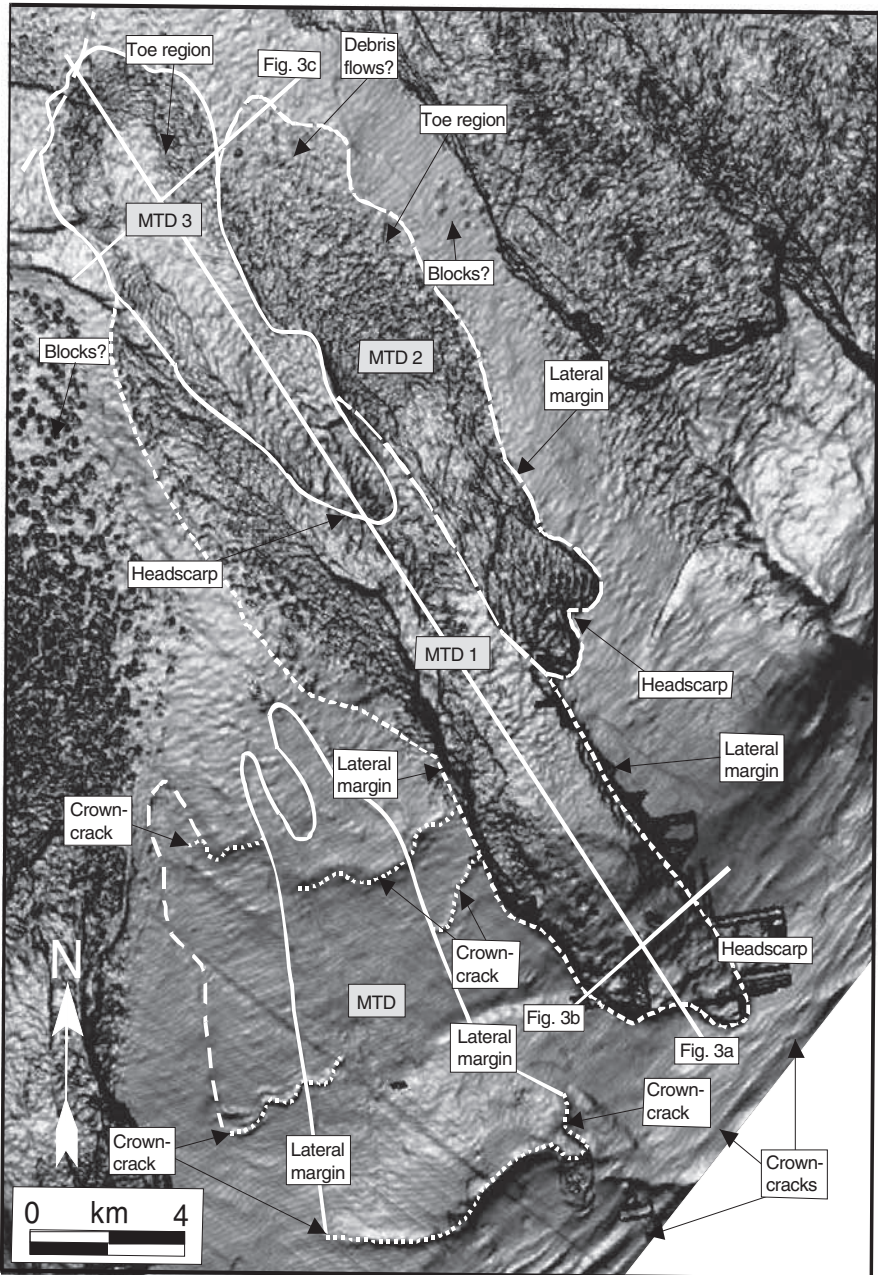 Toe region
Fig. 3c
Debris
flows?
Toe region
MTD 3
Blocks?
Blocks?
MTD 2
Lateral
margin
Headscarp
MTD 1
Headscarp
Lateral
margin
Lateral
margin
Crown-
crack
Crown-
crack
Headscarp
N
MTD
Fig. 3b
Fig. 3a
Lateral
margin
Crown-
crack
Crown-
crack
Lateral
margin
Crown-
cracks
0 km 4